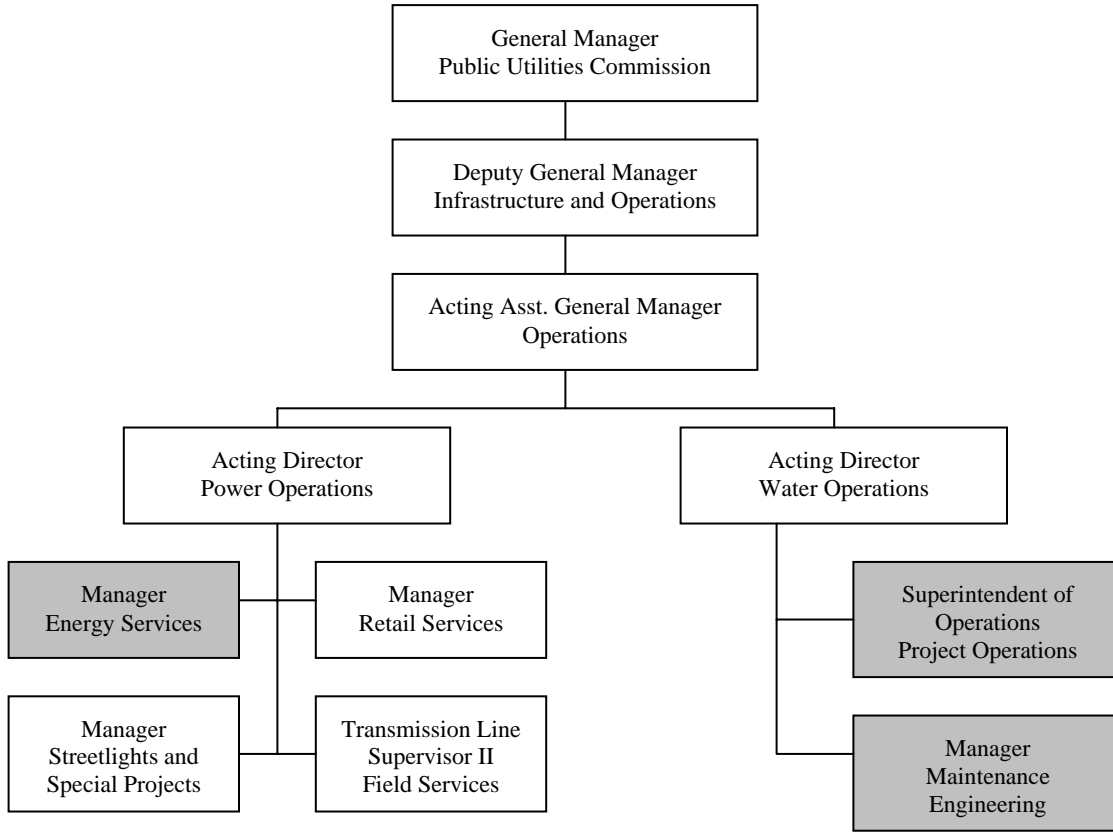 General Manager
Public Utilities Commission
Deputy General Manager
Infrastructure and Operations
Acting Asst. General Manager
Operations
Acting Director
Power Operations
Acting Director
Water Operations
Manager
Energy Services
Manager
Retail Services
Superintendent of
Operations
Project Operations
Manager
Streetlights and
Special Projects
Transmission Line
Supervisor II
Field Services
Manager
Maintenance
Engineering